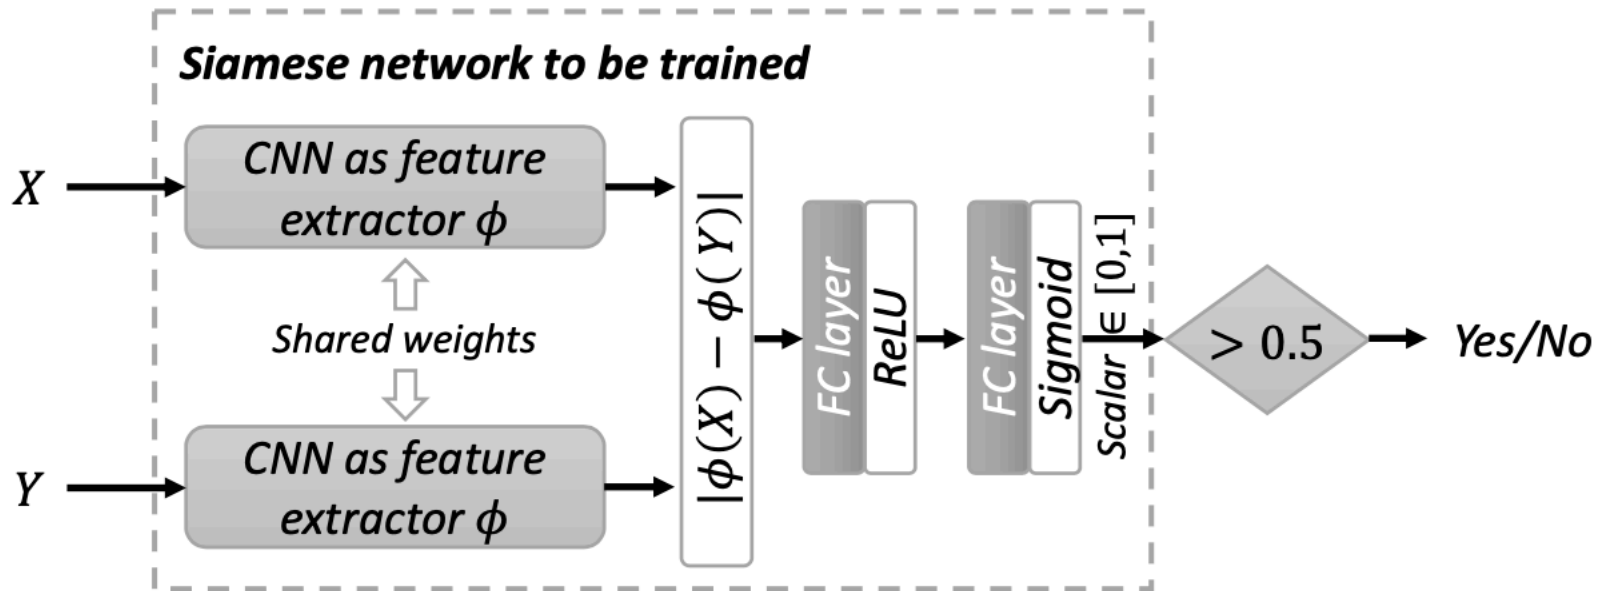 Siamese network to be trained
X
CNN as feature
extractor ϕ
Shared weights
Y
CNN as feature
extractor ϕ
|ϕ(X) − ϕ(Y)|
FC layer
ReLU
FC layer
Sigmoid
Scalar ∈ [0,1]
> 0.5
Yes/No